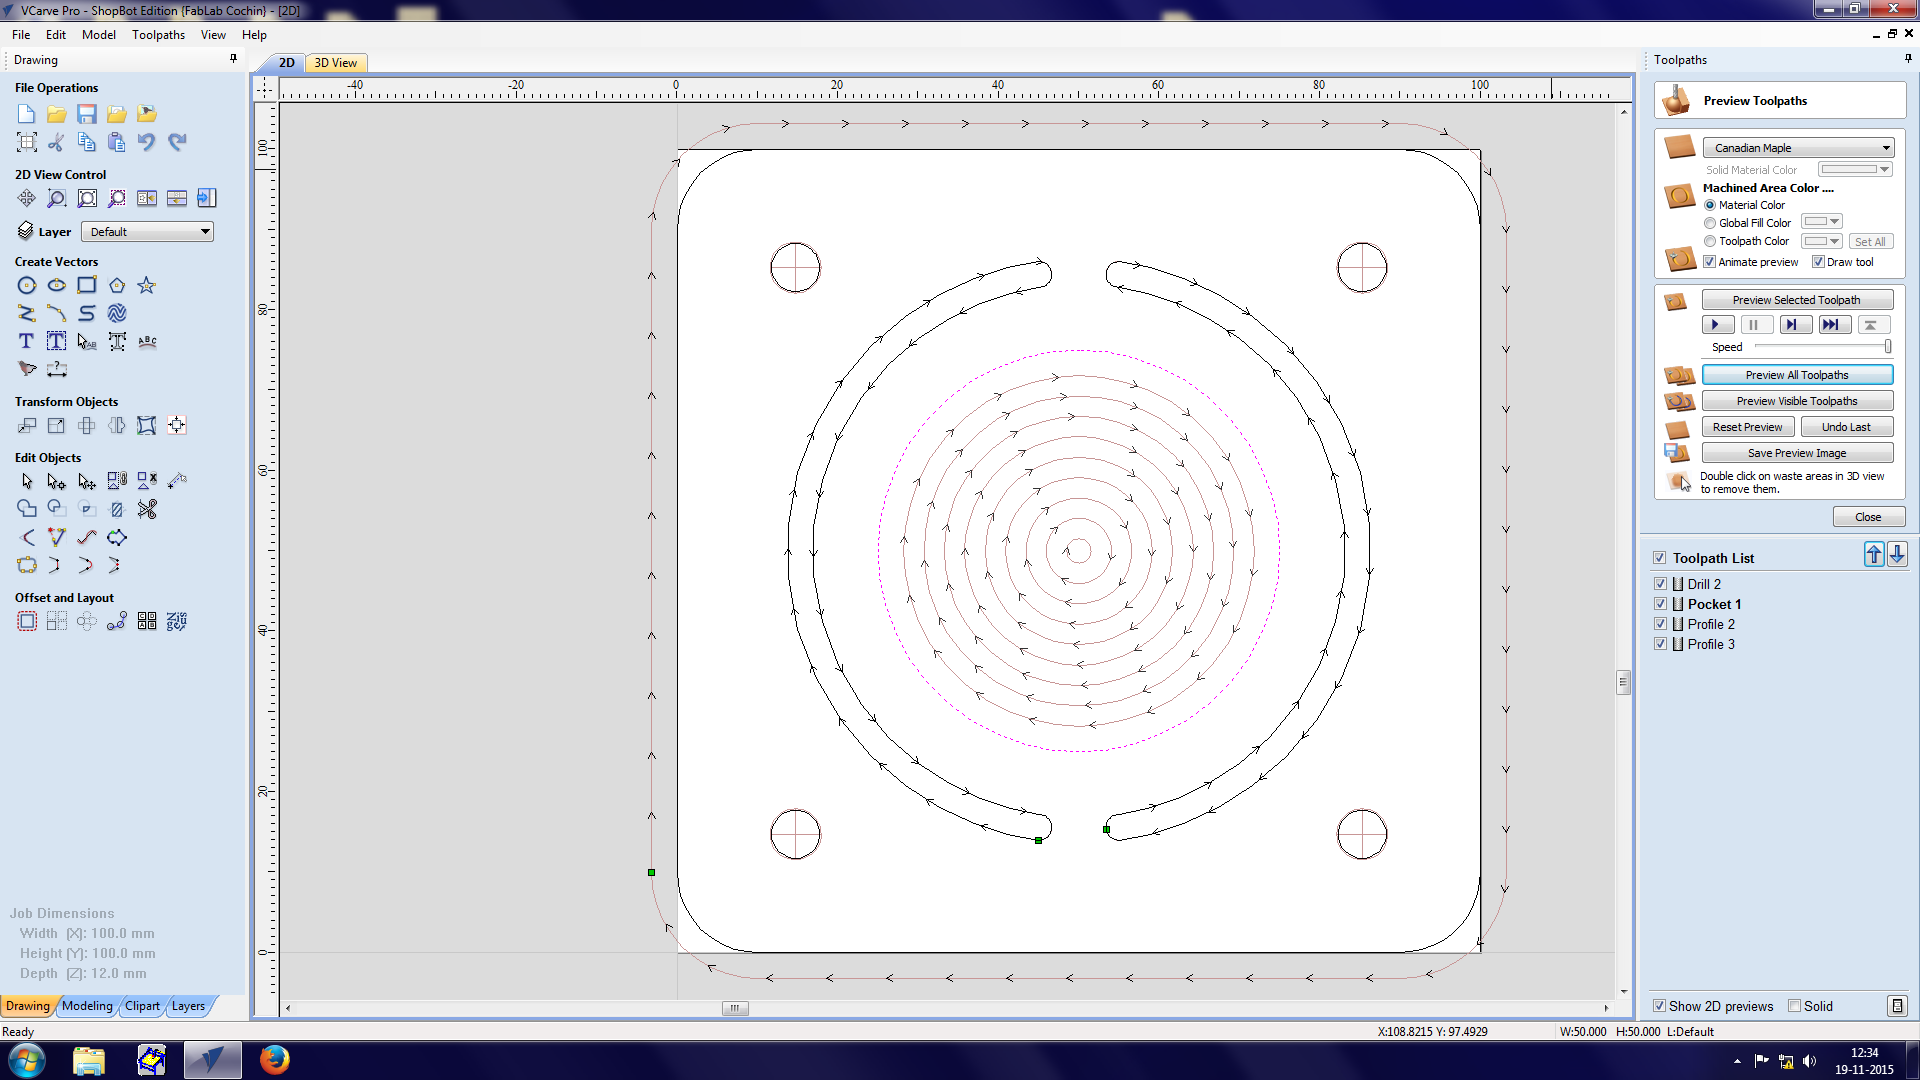 VCarve Pro - ShopBot Edition {FabLab Cochin} - [2D]
File Edit Model Toolpaths View Help
Drawing
File Operations
2D View Control
Layer Default
Create Vectors
Transform Objects
Edit Objects
Offset and Layout
Job Dimensions
Width (X): 100.0 mm
Height (Y): 100.0 mm
Depth (Z): 12.0 mm
Drawing Modeling Clipart Layers
Ready
2D 3D View
-40 -20 0 20 40 60 80 100
100
80
60
40
20
0
Toolpaths
Preview Toolpaths
Canadian Maple
Solid Material Color
Machined Area Color ....
Material Color
Global Fill Color
Toolpath Color Set All
Animate preview Draw tool
Preview Selected Toolpath
Speed
Preview All Toolpaths
Preview Visible Toolpaths
Reset Preview Undo Last
Save Preview Image
Double click on waste areas in 3D view
to remove them.
Close
Toolpath List
Drill 2
Pocket 1
Profile 2
Profile 3
Show 2D previews Solid
X:108.8215 Y: 97.4929 W:50.000 H:50.000 L:Default
12:34
19-11-2015